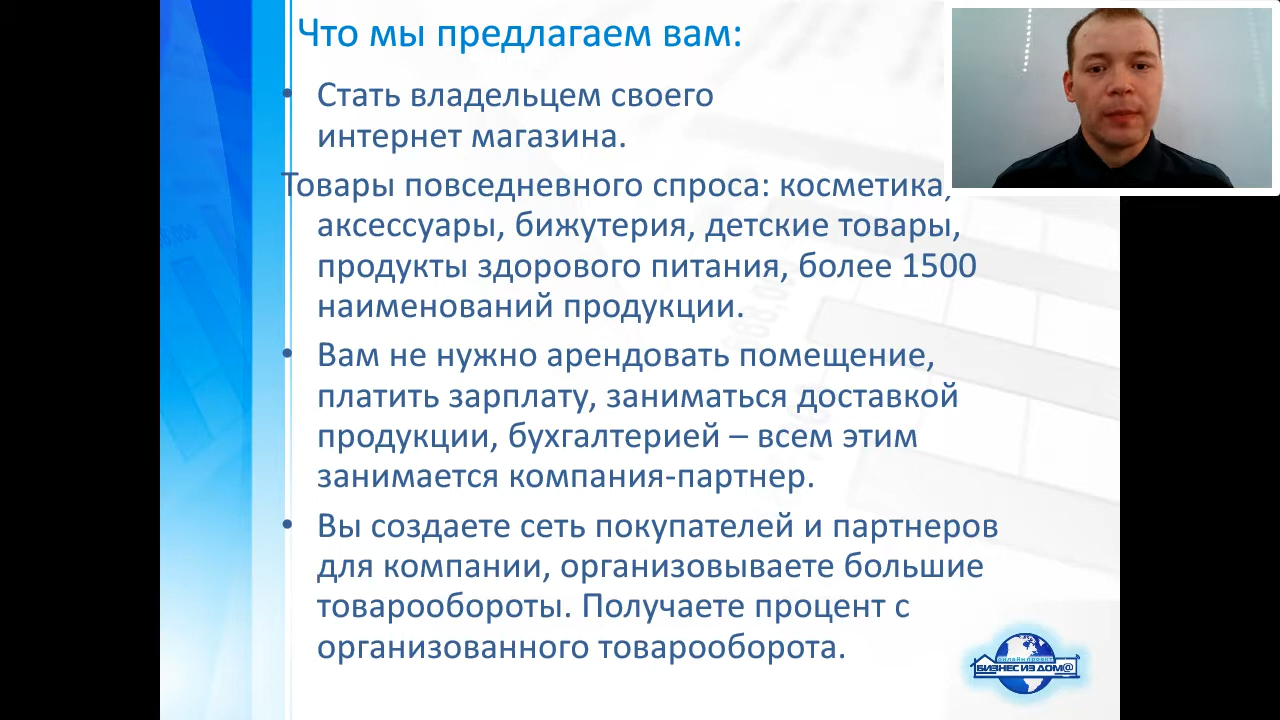 Что мы предлагаем вам:
• Стать владельцем своего
интернет магазина.
Товары повседневного спроса: косметика,
аксессуары, бижутерия, детские товары,
продукты здорового питания, более 1500
наименований продукции.
• Вам не нужно арендовать помещение,
платить зарплату, заниматься доставкой
продукции, бухгалтерией – всем этим
занимается компания-партнер.
• Вы создаете сеть покупателей и партнеров
для компании, организовываете большие
товарообороты. Получаете процент с
организованного товарооборота.
онлайн проект
БИЗНЕС ИЗ ДОМ@